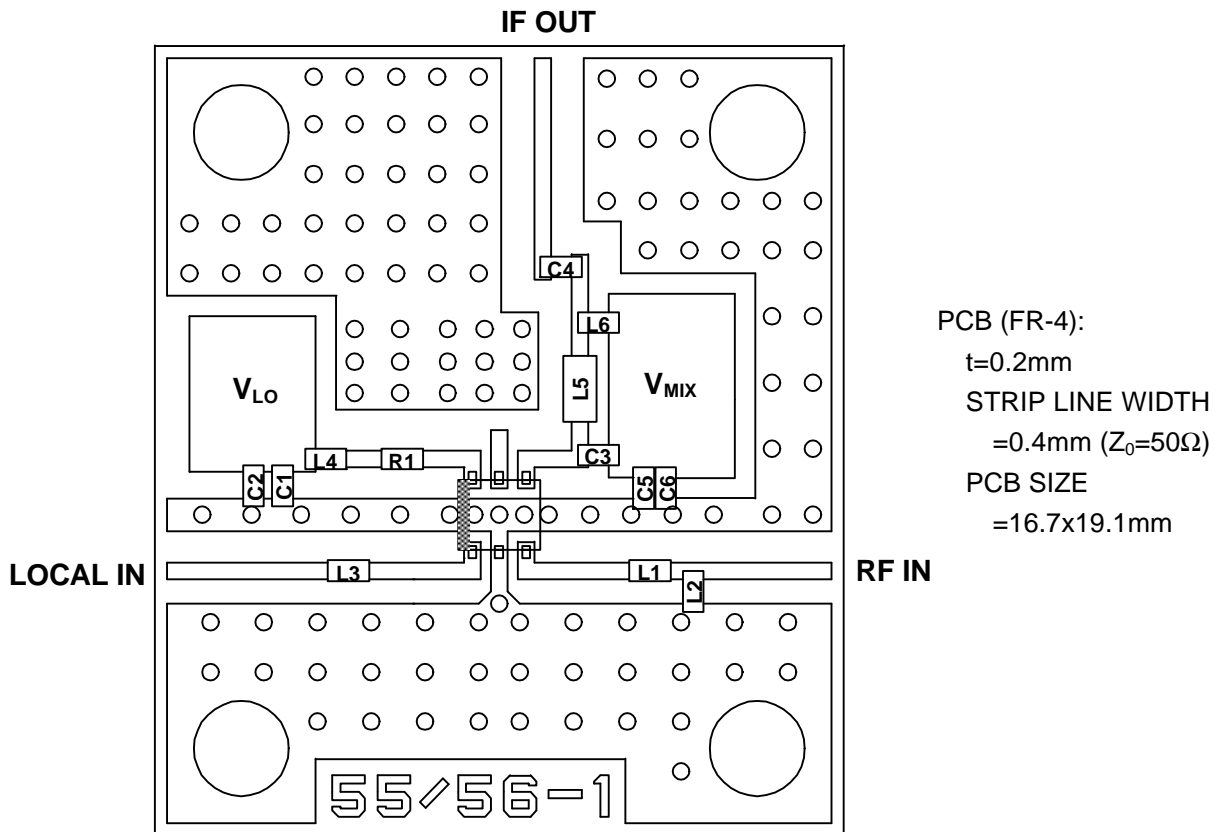 IF OUT
C4
L6
L5
V_LO
V_MIX
L4 R1
C3
C2 C1
C5 C6
LOCAL IN
L3
L1
RF IN
L2
55/56-1
PCB (FR-4):
t=0.2mm
STRIP LINE WIDTH
=0.4mm (Z₀=50Ω)
PCB SIZE
=16.7x19.1mm